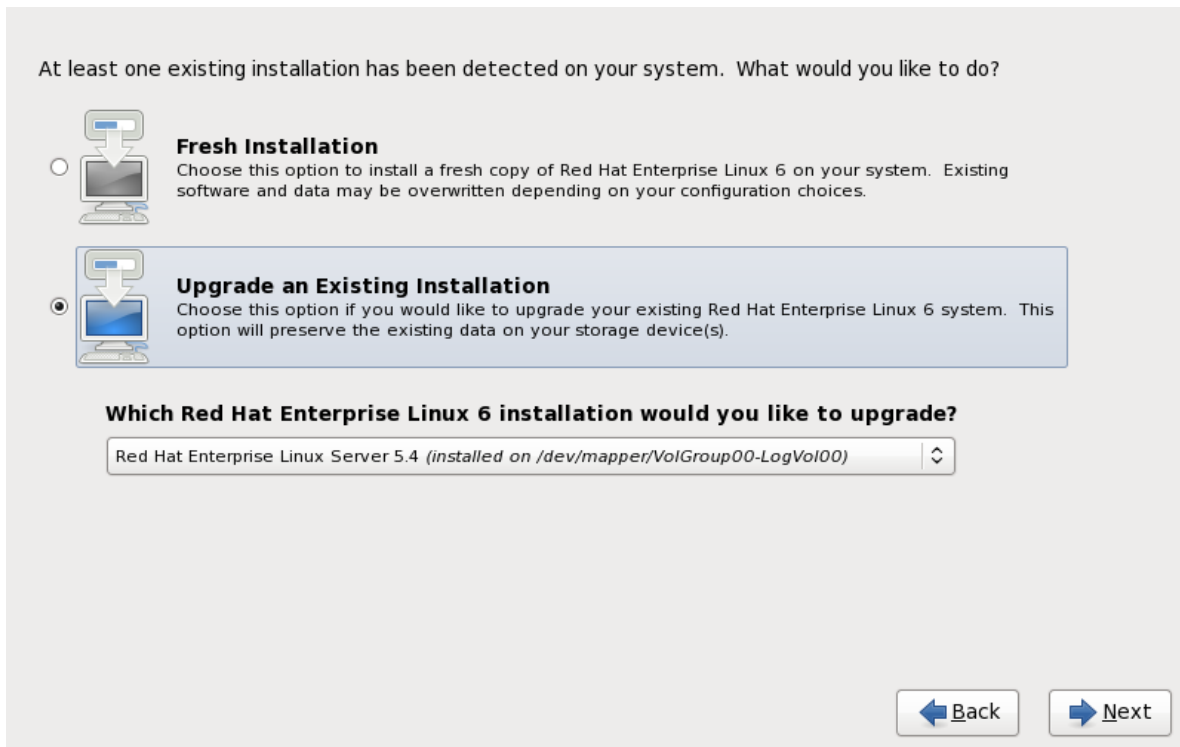 At least one existing installation has been detected on your system.  What would you like to do?
Fresh Installation
Choose this option to install a fresh copy of Red Hat Enterprise Linux 6 on your system.  Existing
software and data may be overwritten depending on your configuration choices.
Upgrade an Existing Installation
Choose this option if you would like to upgrade your existing Red Hat Enterprise Linux 6 system.  This
option will preserve the existing data on your storage device(s).
Which Red Hat Enterprise Linux 6 installation would you like to upgrade?
Red Hat Enterprise Linux Server 5.4 (installed on /dev/mapper/VolGroup00-LogVol00)
Back
Next